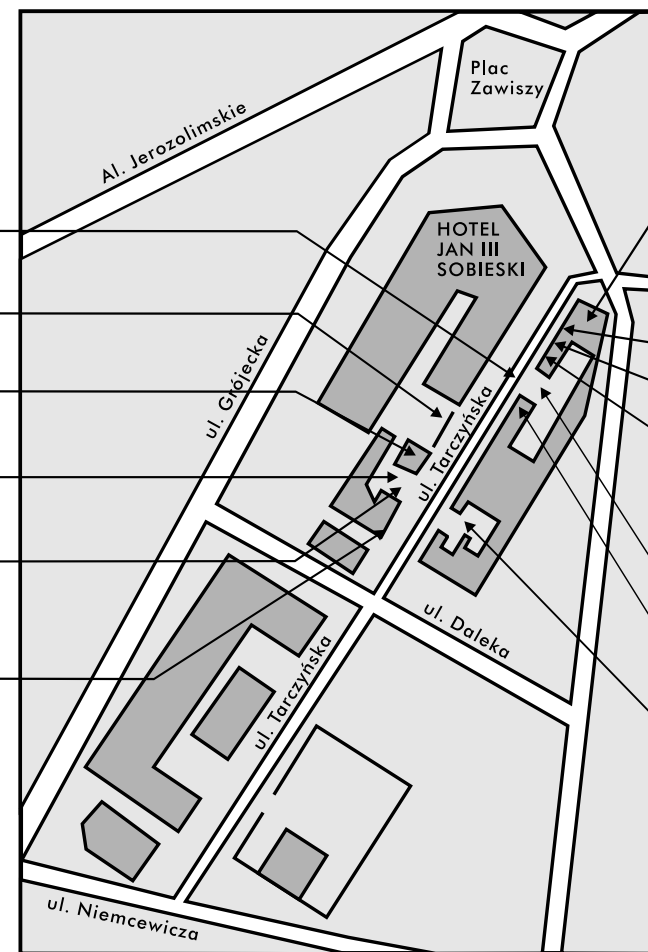 Plac
Zawiszy
Al. Jerozolimskie
HOTEL
JAN III
SOBIESKI
ul. Grójecka
ul. Tarczyńska
ul. Daleka
ul. Tarczyńska
ul. Niemcewicza